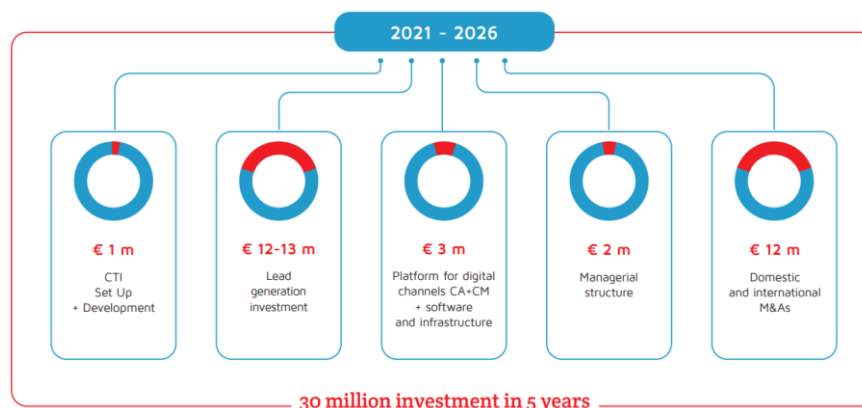 2021 - 2026
€ 1 m
CTI
Set Up
+ Development
€ 12-13 m
Lead
generation
investment
€ 3 m
Platform for digital
channels CA+CM
+ software
and infrastructure
€ 2 m
Managerial
structure
€ 12 m
Domestic
and international
M&As
30 million investment in 5 years